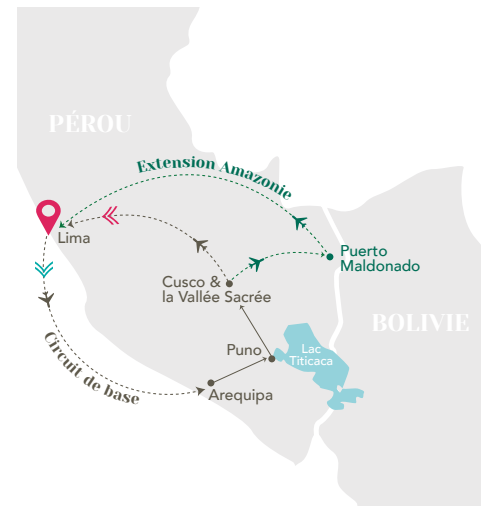 PÉROU
Extension Amazonie
Lima
Puerto
Maldonado
Cusco &
la Vallée Sacrée
BOLIVIE
Puno
Lac
Titicaca
Circuit de base
Arequipa